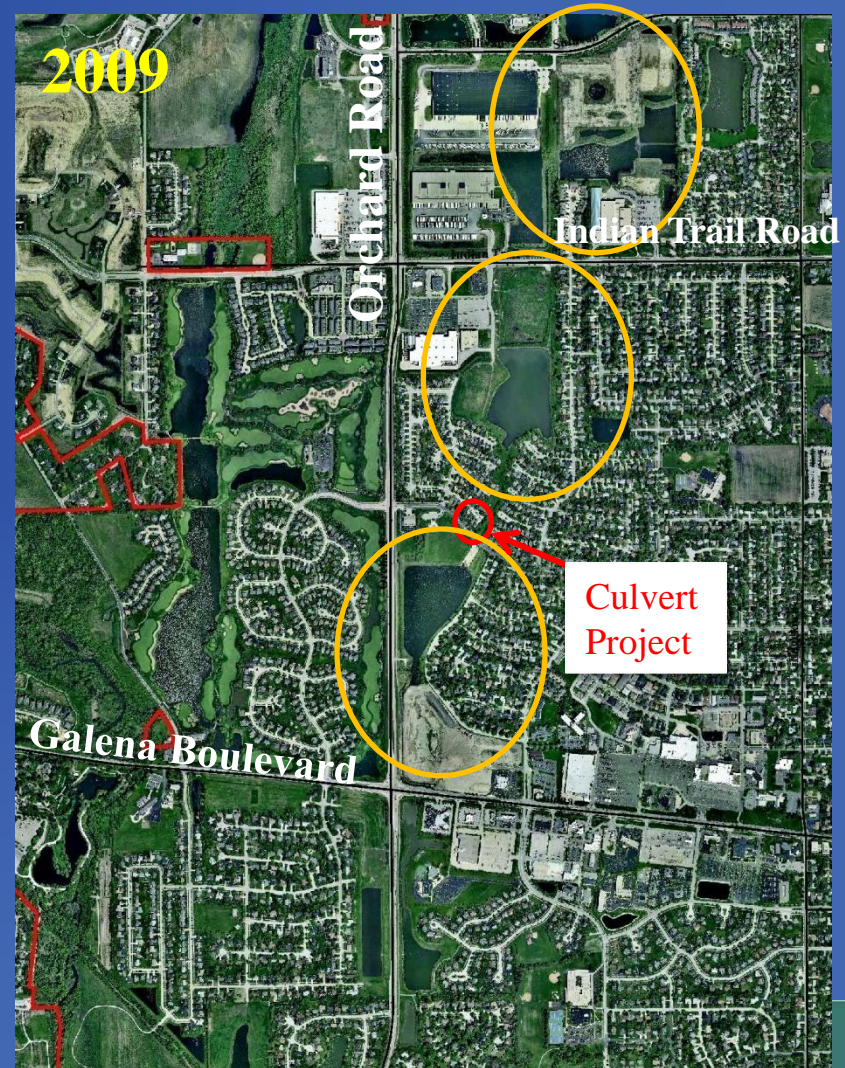 2009
Orchard Road
Indian Trail Road
Culvert
Project
Galena Boulevard